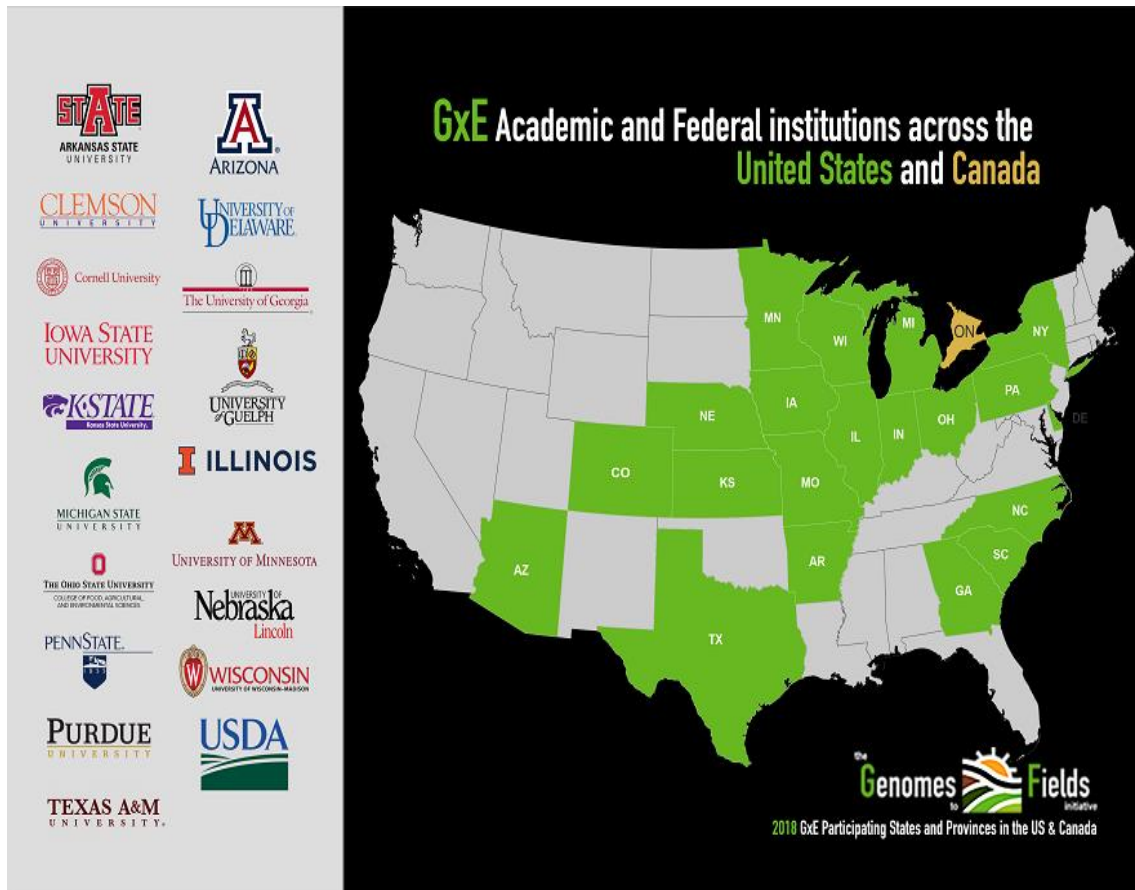 STATE
ARKANSAS STATE
UNIVERSITY
A
ARIZONA
CLEMSON
UNIVERSITY
UNIVERSITY OF
DELAWARE
Cornell University
The University of Georgia
IOWA STATE
UNIVERSITY
UNIVERSITY
OF GUELPH
K-STATE
Kansas State University
I ILLINOIS
MICHIGAN STATE
UNIVERSITY
M
UNIVERSITY OF MINNESOTA
O
THE OHIO STATE UNIVERSITY
COLLEGE OF FOOD, AGRICULTURAL,
AND ENVIRONMENTAL SCIENCES
UNIVERSITY OF
Nebraska
Lincoln
PENNSTATE
1855
W WISCONSIN
UNIVERSITY OF WISCONSIN-MADISON
PURDUE
UNIVERSITY
USDA
TEXAS A&M
UNIVERSITY
GxE Academic and Federal institutions across the
United States and Canada
MN
WI
MI
ON
NY
IA
PA
NE
OH
DE
IL
IN
CO
KS
MO
NC
AZ
AR
SC
GA
TX
the
Genomes to Fields
initiative
2018 GxE Participating States and Provinces in the US & Canada